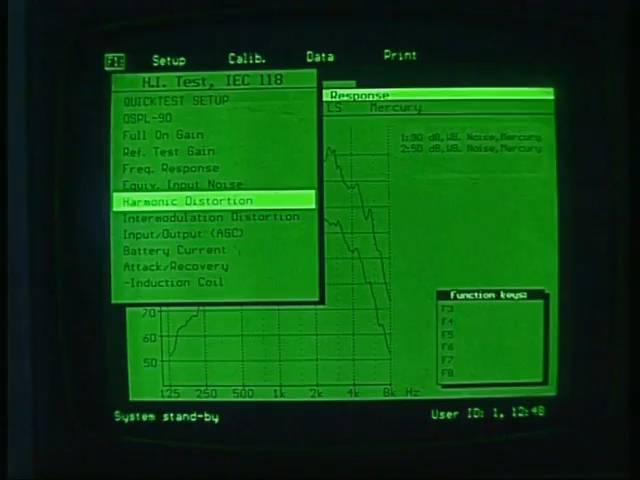 F1: Setup Calib. Data Print
H.I. Test, IEC 118
QUICKTEST SETUP
OSPL-90
Full On Gain
Ref. Test Gain
Freq. Response
Equiv. Input Noise
Harmonic Distortion
Intermodulation Distortion
Input/Output (AGC)
Battery Current
Attack/Recovery
-Induction Coil
Response
LS Mercury
1:90 dB,WB. Noise,Mercury
2:50 dB,WB. Noise,Mercury
Function keys:
F3
F4
F5
F6
F7
F8
70
60
50
125 250 500 1k 2k 4k 8k Hz
System stand-by
User ID: 1, 12:48